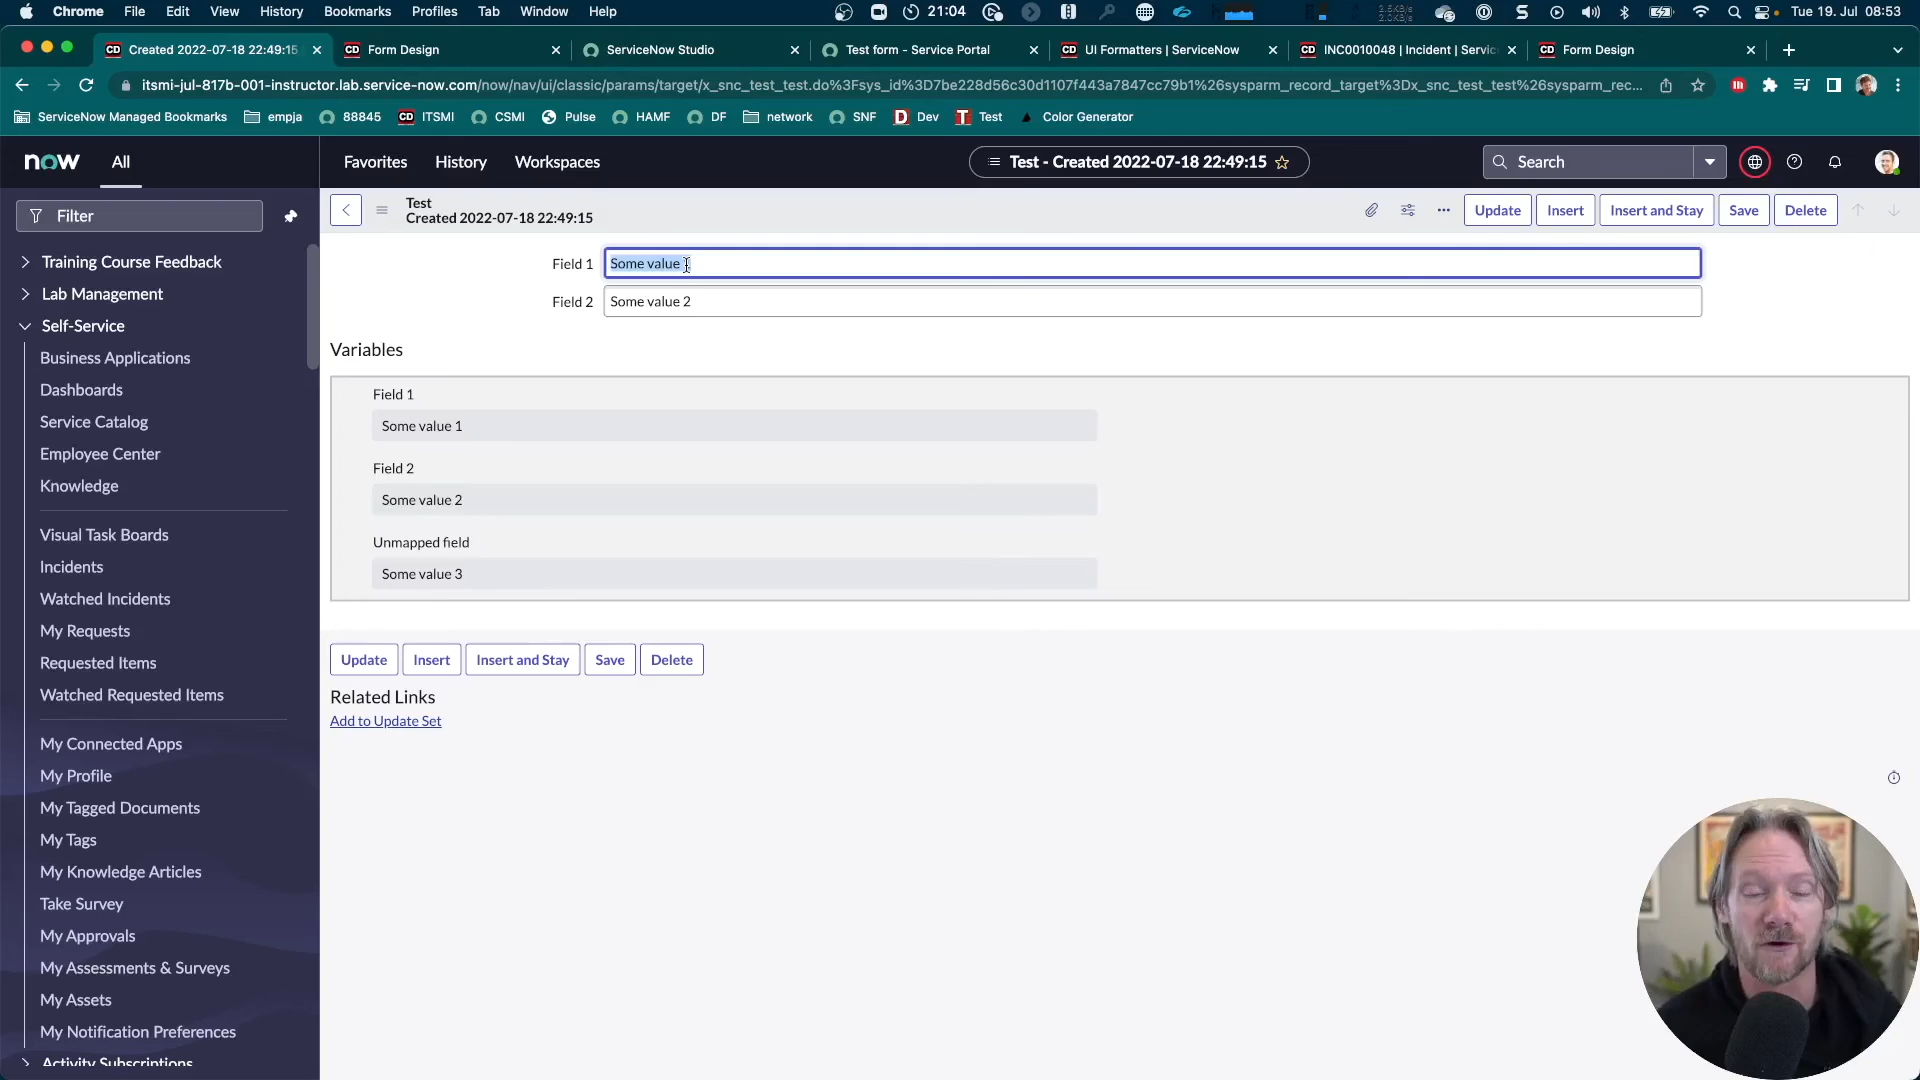 Chrome File Edit View History Bookmarks Profiles Tab Window Help 21:04 2.5KB/s 2.0KB/s Tue 19. Jul 08:53
Created 2022-07-18 22:49:15 Form Design ServiceNow Studio Test form - Service Portal UI Formatters | ServiceNow INC0010048 | Incident | Servic Form Design
itsmi-jul-817b-001-instructor.lab.service-now.com/now/nav/ui/classic/params/target/x_snc_test_test.do%3Fsys_id%3D7be228d56c30d1107f443a7847cc79b1%26sysparm_record_target%3Dx_snc_test_test%26sysparm_rec...
ServiceNow Managed Bookmarks empja 88845 CD ITSMI CSMI Pulse HAMF DF network SNF D Dev T Test Color Generator
now All Favorites History Workspaces Test - Created 2022-07-18 22:49:15 Search
Filter
Test
Created 2022-07-18 22:49:15
Update Insert Insert and Stay Save Delete
Training Course Feedback
Lab Management
Self-Service
Business Applications
Dashboards
Service Catalog
Employee Center
Knowledge
Visual Task Boards
Incidents
Watched Incidents
My Requests
Requested Items
Watched Requested Items
My Connected Apps
My Profile
My Tagged Documents
My Tags
My Knowledge Articles
Take Survey
My Approvals
My Assessments & Surveys
My Assets
My Notification Preferences
Activity Subscriptions
Field 1 Some value
Field 2 Some value 2
Variables
Field 1
Some value 1
Field 2
Some value 2
Unmapped field
Some value 3
Update Insert Insert and Stay Save Delete
Related Links
Add to Update Set